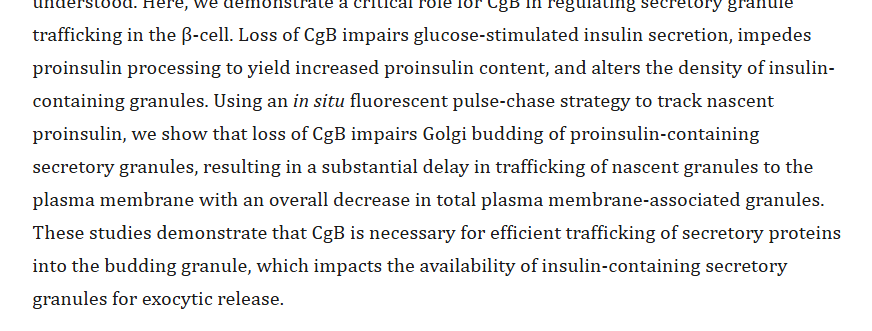 understood. Here, we demonstrate a critical role for CgB in regulating secretory granule
trafficking in the β-cell. Loss of CgB impairs glucose-stimulated insulin secretion, impedes
proinsulin processing to yield increased proinsulin content, and alters the density of insulin-
containing granules. Using an in situ fluorescent pulse-chase strategy to track nascent
proinsulin, we show that loss of CgB impairs Golgi budding of proinsulin-containing
secretory granules, resulting in a substantial delay in trafficking of nascent granules to the
plasma membrane with an overall decrease in total plasma membrane-associated granules.
These studies demonstrate that CgB is necessary for efficient trafficking of secretory proteins
into the budding granule, which impacts the availability of insulin-containing secretory
granules for exocytic release.